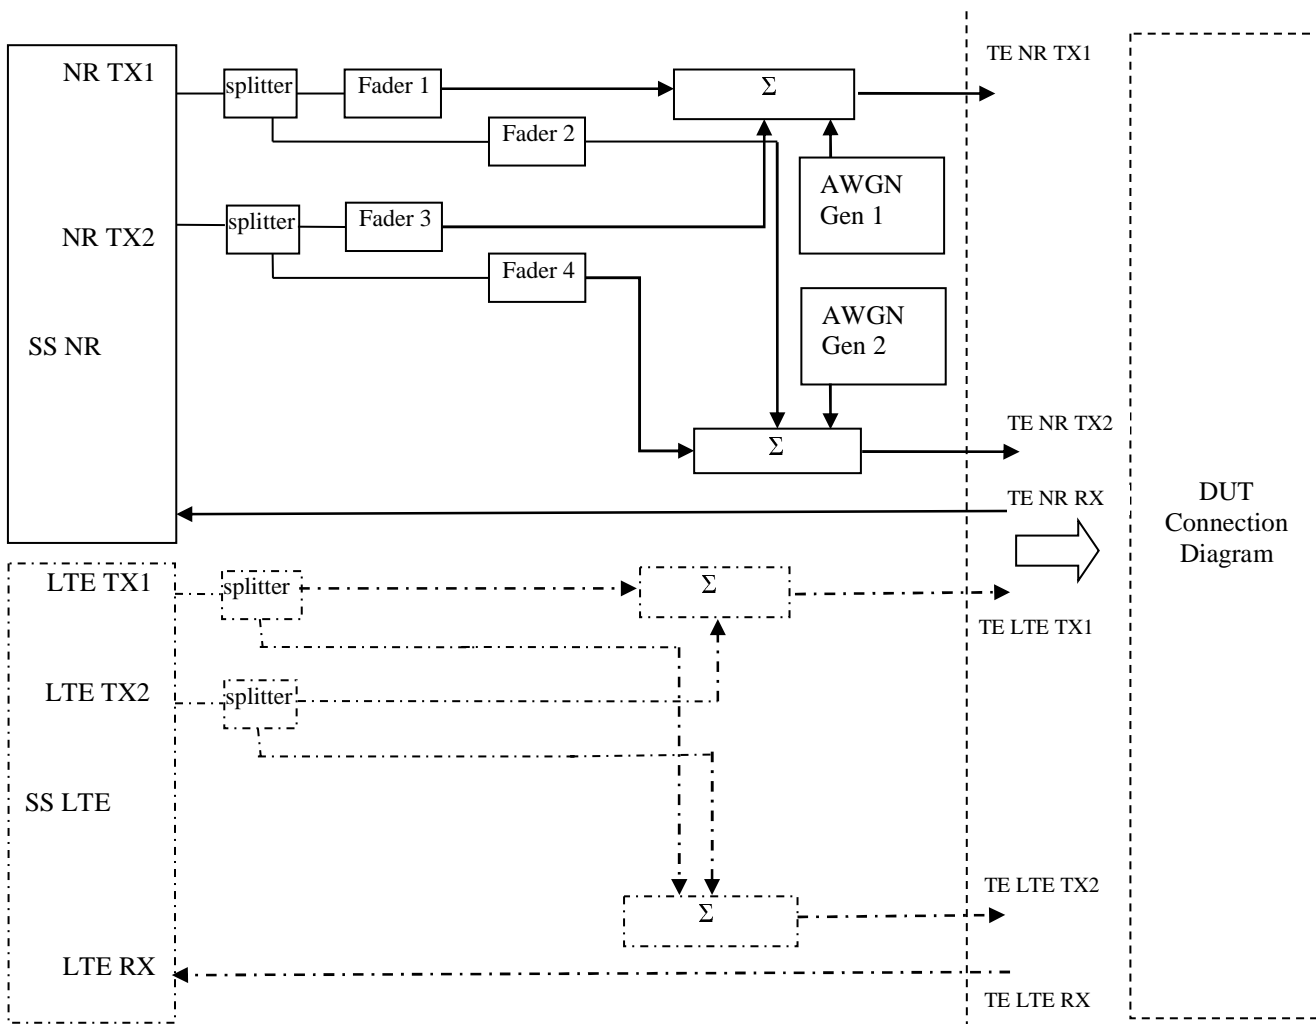 TE NR TX1
NR TX1
splitter
Fader 1
Σ
Fader 2
AWGN
Gen 1
NR TX2
splitter
Fader 3
Fader 4
AWGN
Gen 2
SS NR
TE NR TX2
Σ
TE NR RX
DUT
Connection
Diagram
LTE TX1
splitter
Σ
TE LTE TX1
LTE TX2
splitter
SS LTE
TE LTE TX2
Σ
LTE RX
TE LTE RX